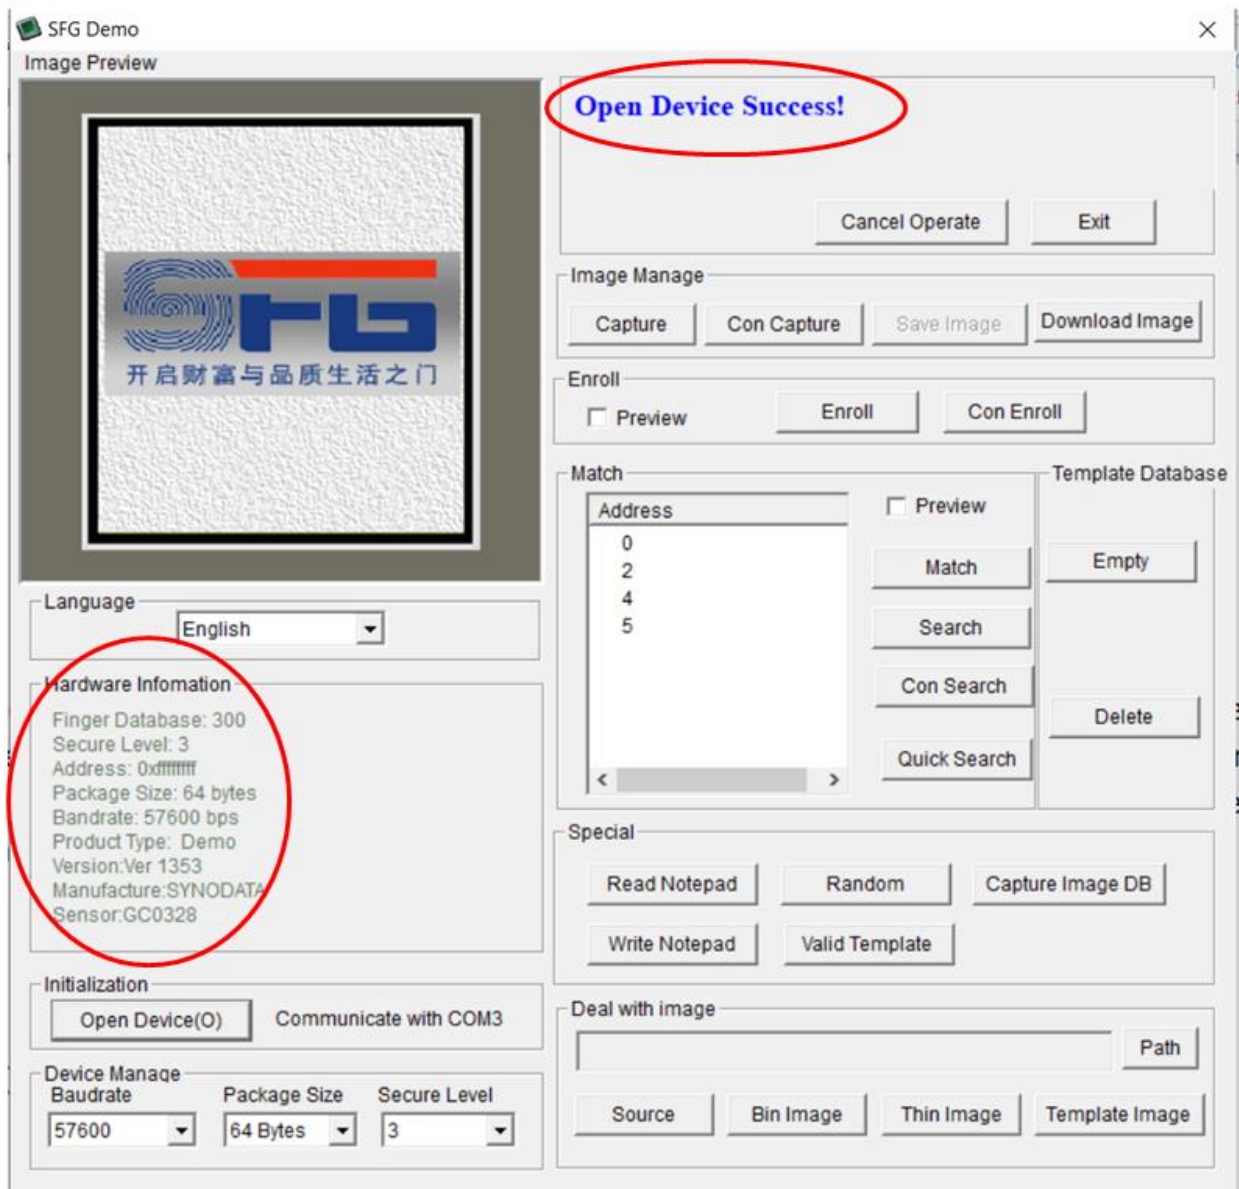 SFG Demo
Image Preview
SFG
开启财富与品质生活之门
Language
English
Hardware Infomation
Finger Database: 300
Secure Level: 3
Address: 0xffffffff
Package Size: 64 bytes
Bandrate: 57600 bps
Product Type: Demo
Version:Ver 1353
Manufacture:SYNODATA
Sensor:GC0328
Initialization
Open Device(O) Communicate with COM3
Device Manage
Baudrate Package Size Secure Level
57600 64 Bytes 3
Open Device Success!
Cancel Operate Exit
Image Manage
Capture Con Capture Save Image Download Image
Enroll
Preview Enroll Con Enroll
Match
Address
0
2
4
5
Preview
Match
Search
Con Search
Quick Search
Template Database
Empty
Delete
Special
Read Notepad Random Capture Image DB
Write Notepad Valid Template
Deal with image
Path
Source Bin Image Thin Image Template Image